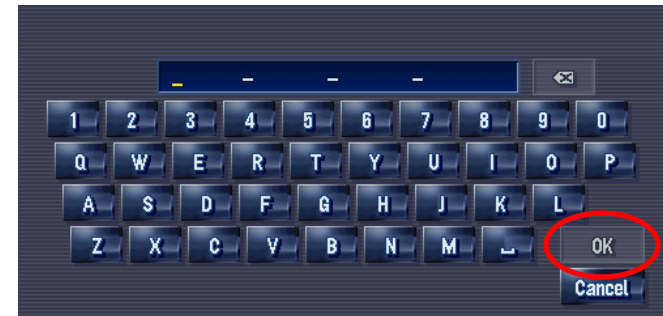 _ – – –
1 2 3 4 5 6 7 8 9 0
Q W E R T Y U I O P
A S D F G H J K L
Z X C V B N M ⎵ OK
Cancel